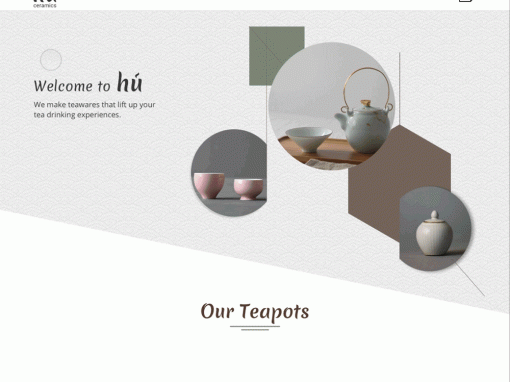 ceramics
Welcome to hú
We make teawares that lift up your
tea drinking experiences.
Our Teapots